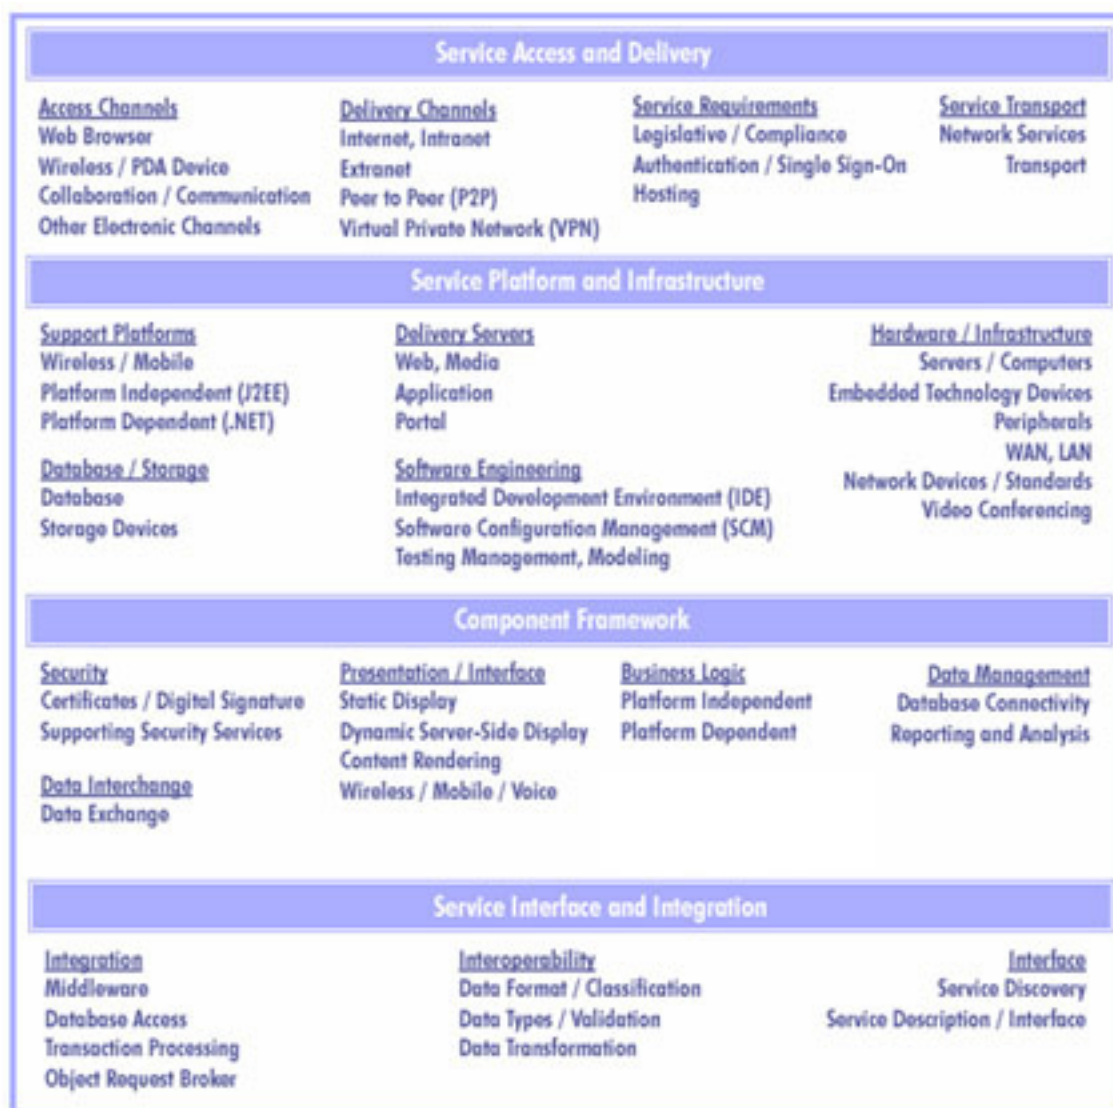 Service Access and Delivery
Access Channels
Web Browser
Wireless / PDA Device
Collaboration / Communication
Other Electronic Channels
Delivery Channels
Internet, Intranet
Extranet
Peer to Peer (P2P)
Virtual Private Network (VPN)
Service Requirements
Legislative / Compliance
Authentication / Single Sign-On
Hosting
Service Transport
Network Services
Transport
Service Platform and Infrastructure
Support Platforms
Wireless / Mobile
Platform Independent (J2EE)
Platform Dependent (.NET)
Database / Storage
Database
Storage Devices
Delivery Servers
Web, Media
Application
Portal
Software Engineering
Integrated Development Environment (IDE)
Software Configuration Management (SCM)
Testing Management, Modeling
Hardware / Infrastructure
Servers / Computers
Embedded Technology Devices
Peripherals
WAN, LAN
Network Devices / Standards
Video Conferencing
Component Framework
Security
Certificates / Digital Signature
Supporting Security Services
Data Interchange
Data Exchange
Presentation / Interface
Static Display
Dynamic Server-Side Display
Content Rendering
Wireless / Mobile / Voice
Business Logic
Platform Independent
Platform Dependent
Data Management
Database Connectivity
Reporting and Analysis
Service Interface and Integration
Integration
Middleware
Database Access
Transaction Processing
Object Request Broker
Interoperability
Data Format / Classification
Data Types / Validation
Data Transformation
Interface
Service Discovery
Service Description / Interface